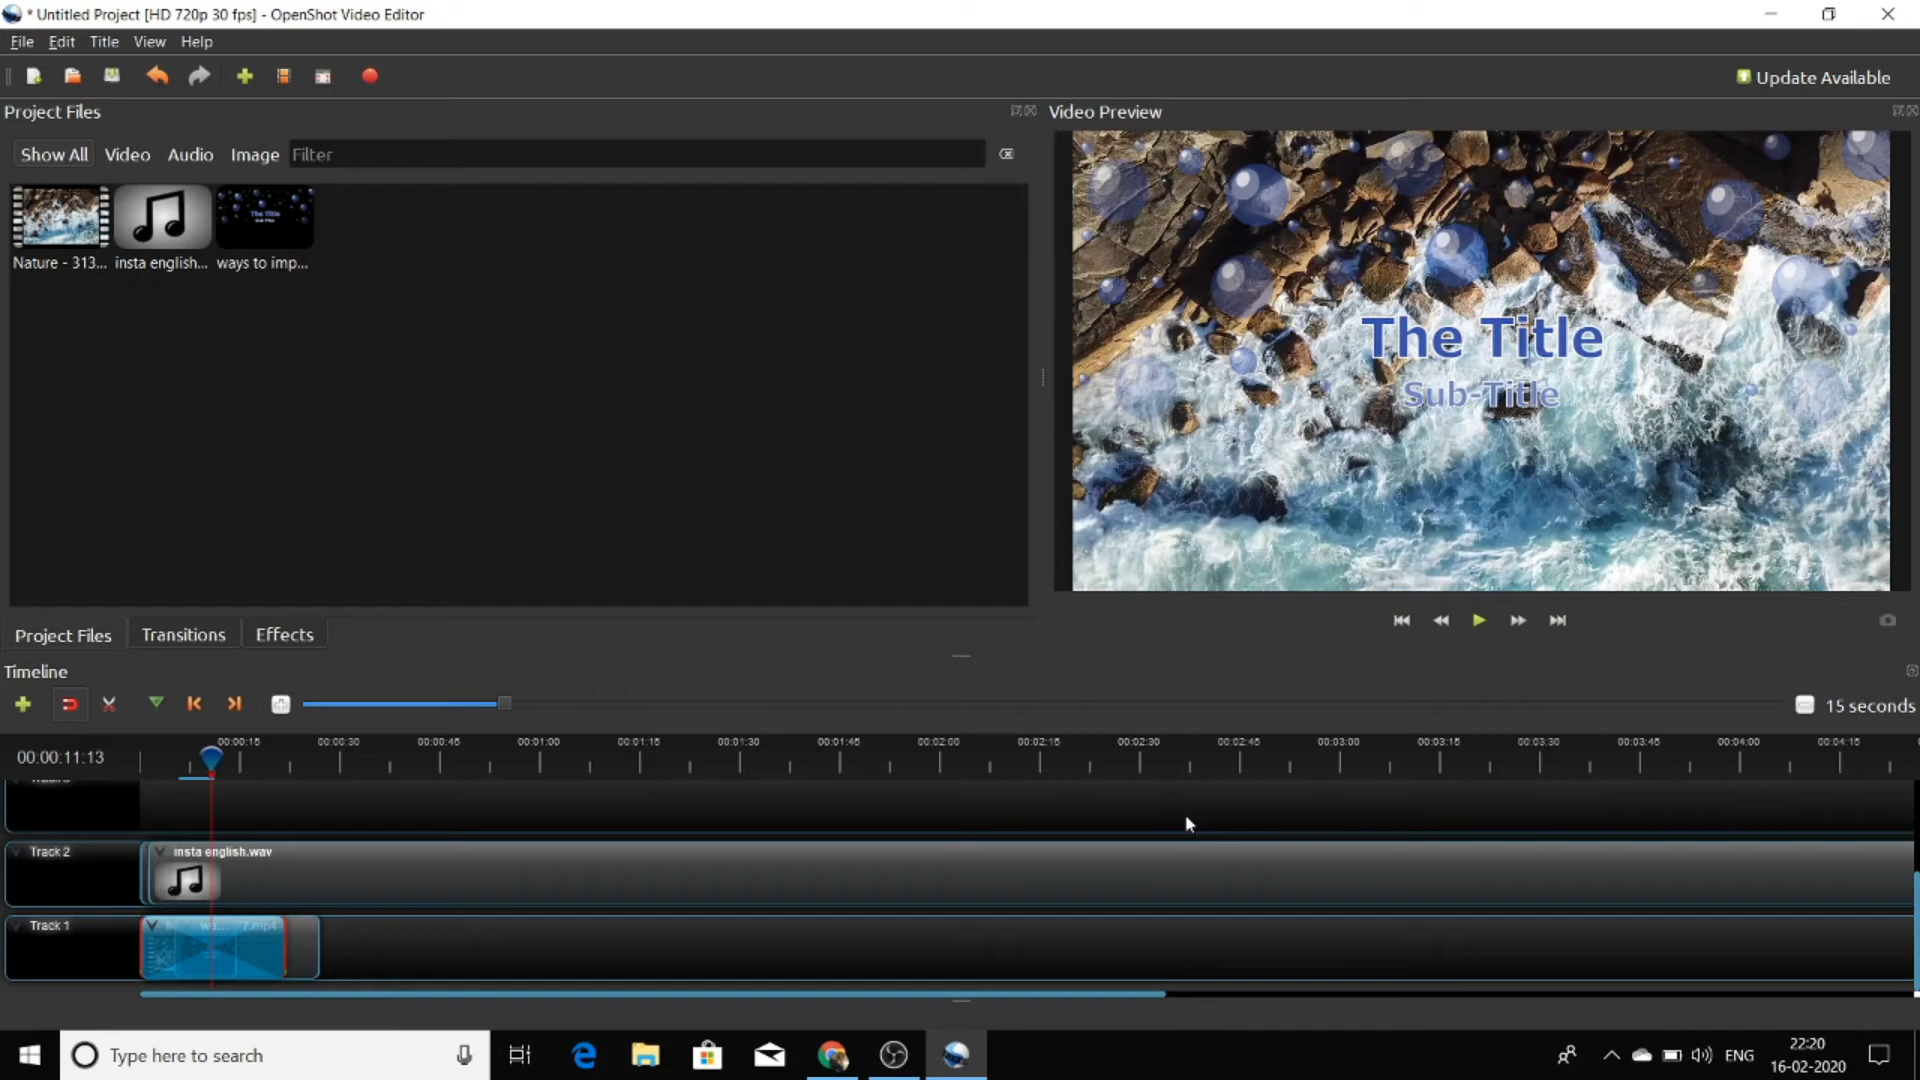 * Untitled Project [HD 720p 30 fps] - OpenShot Video Editor
File Edit Title View Help
Update Available
Project Files
Video Preview
Show All Video Audio Image Filter
The Title
Sub-Title
Nature - 313... insta english... ways to imp...
The Title
Sub-Title
Project Files Transitions Effects
Timeline
15 seconds
00:00:11:13
00:00:15 00:00:30 00:00:45 00:01:00 00:01:15 00:01:30 00:01:45 00:02:00 00:02:15 00:02:30 00:02:45 00:03:00 00:03:15 00:03:30 00:03:45 00:04:00 00:04:15
Track 2 insta english.wav
Track 1
Type here to search
ENG
22:20
16-02-2020